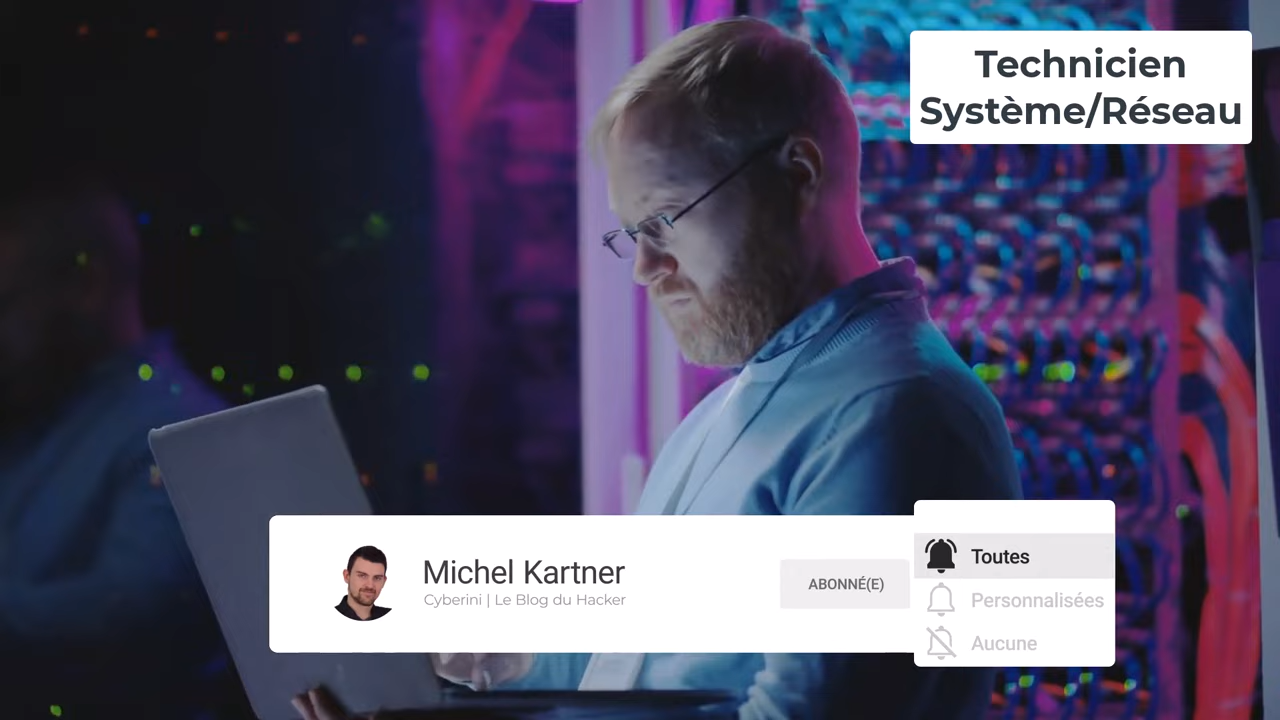 Technicien
Système/Réseau
Michel Kartner
Cyberini | Le Blog du Hacker
ABONNÉ(E)
Toutes
Personnalisées
Aucune